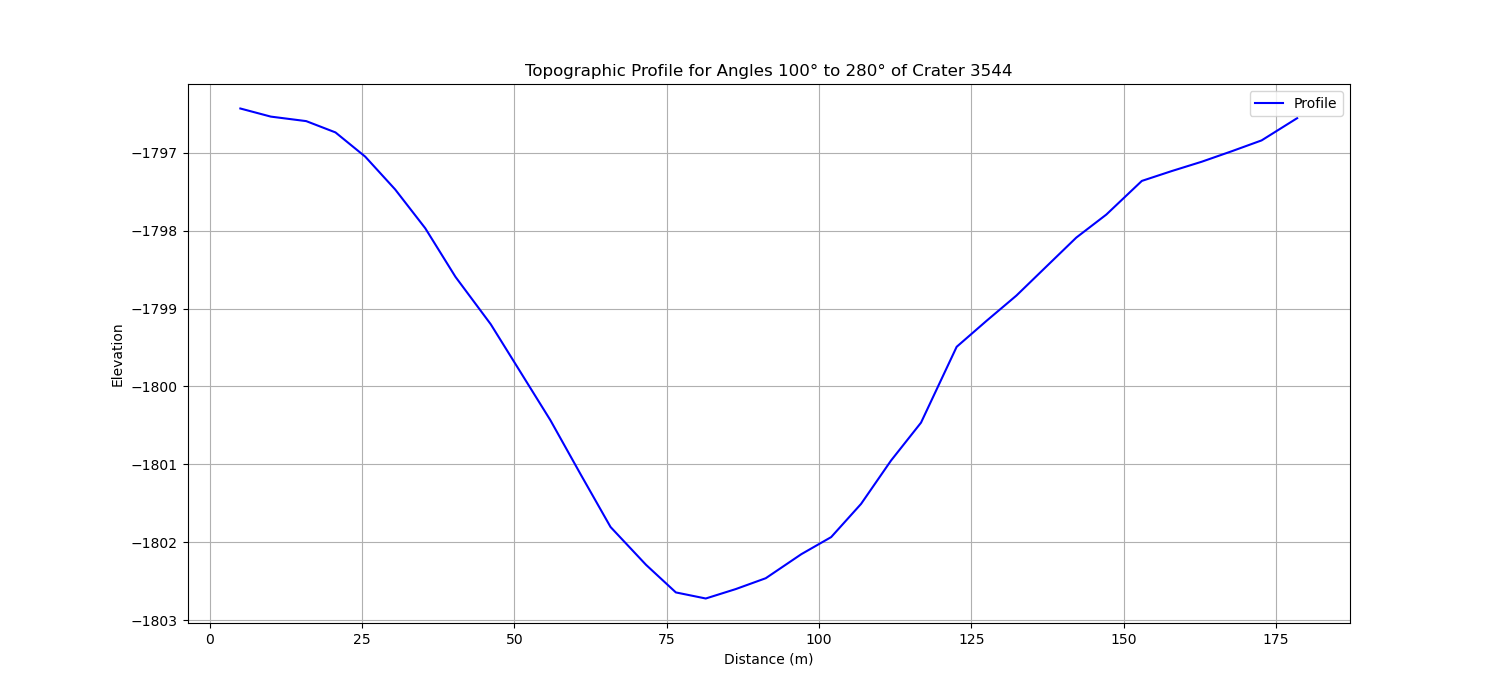 Topographic Profile for Angles 100° to 280° of Crater 3544
Profile
−1797
−1798
−1799
−1800
−1801
−1802
−1803
Elevation
0 25 50 75 100 125 150 175
Distance (m)